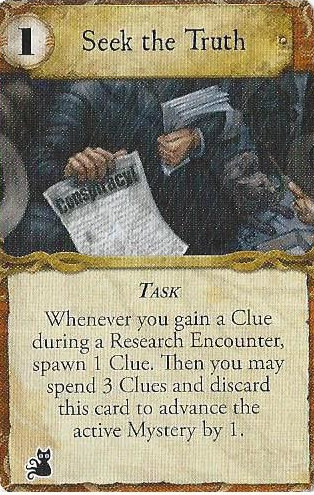 1
Seek the Truth
Conspiracy!
TASK
Whenever you gain a Clue
during a Research Encounter,
spawn 1 Clue. Then you may
spend 3 Clues and discard
this card to advance the
active Mystery by 1.